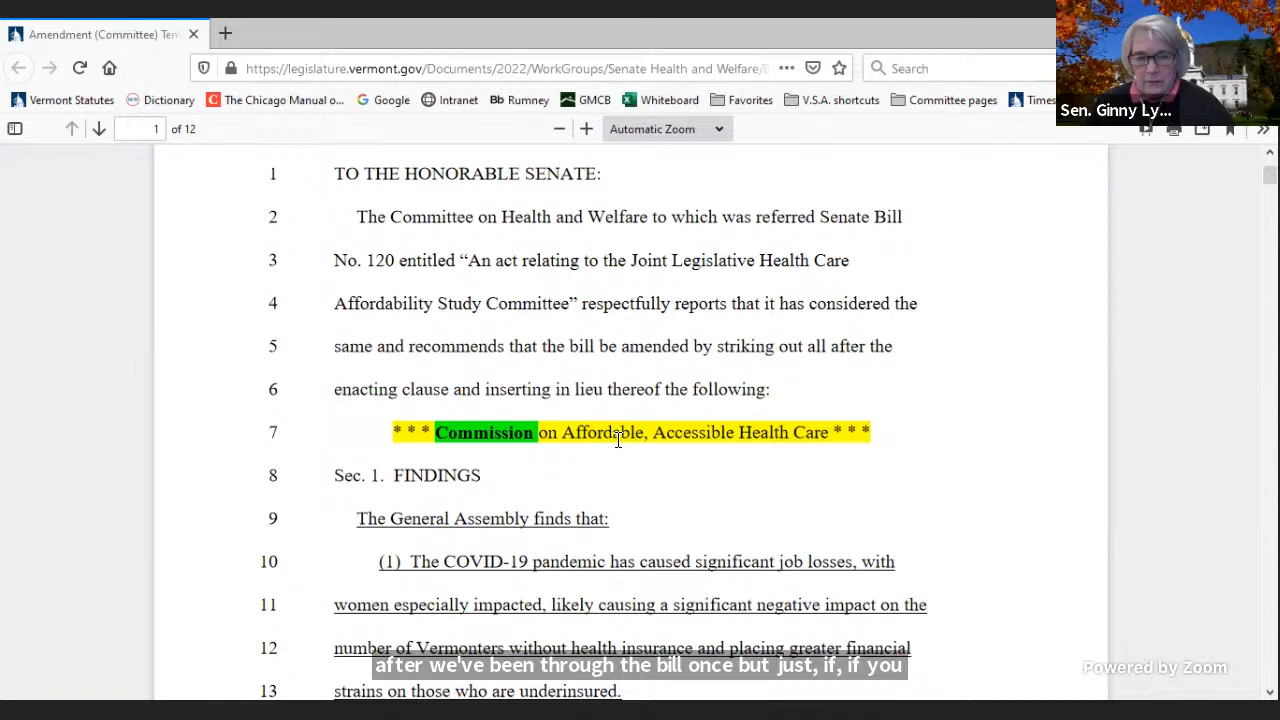 Amendment (Committee) Tem
https://legislature.vermont.gov/Documents/2022/WorkGroups/Senate Health and Welfare/
Search
Vermont Statutes
Dictionary
The Chicago Manual o...
Google
Intranet
Bb Rumney
GMCB
Whiteboard
Favorites
V.S.A. shortcuts
Committee pages
Times
Sen. Ginny Ly...
1 of 12
Automatic Zoom
1 TO THE HONORABLE SENATE:
2 The Committee on Health and Welfare to which was referred Senate Bill
3 No. 120 entitled “An act relating to the Joint Legislative Health Care
4 Affordability Study Committee” respectfully reports that it has considered the
5 same and recommends that the bill be amended by striking out all after the
6 enacting clause and inserting in lieu thereof the following:
7 * * * Commission on Affordable, Accessible Health Care * * *
8 Sec. 1. FINDINGS
9 The General Assembly finds that:
10 (1) The COVID-19 pandemic has caused significant job losses, with
11 women especially impacted, likely causing a significant negative impact on the
12 number of Vermonters without health insurance and placing greater financial
after we've been through the bill once but just, if, if you
Powered by Zoom
13 strains on those who are underinsured.